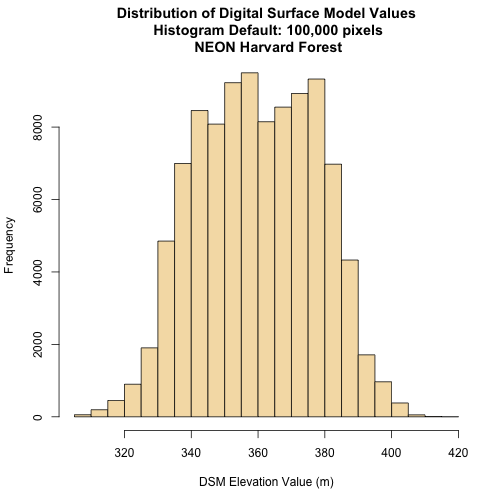 Distribution of Digital Surface Model Values
Histogram Default: 100,000 pixels
NEON Harvard Forest
Frequency
8000
6000
4000
2000
0
320 340 360 380 400 420
DSM Elevation Value (m)